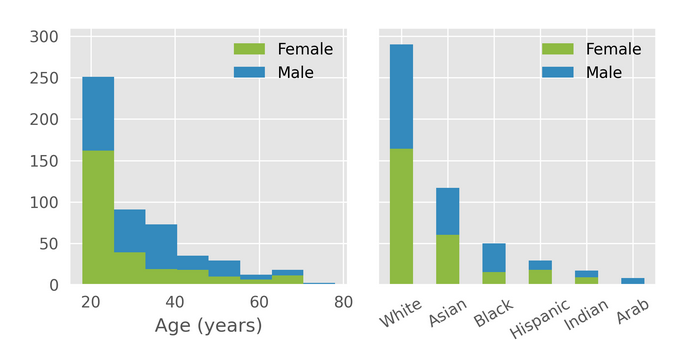 300
250
200
150
100
50
0
20 40 60 80
Age (years)
Female
Male
Female
Male
White Asian Black Hispanic Indian Arab